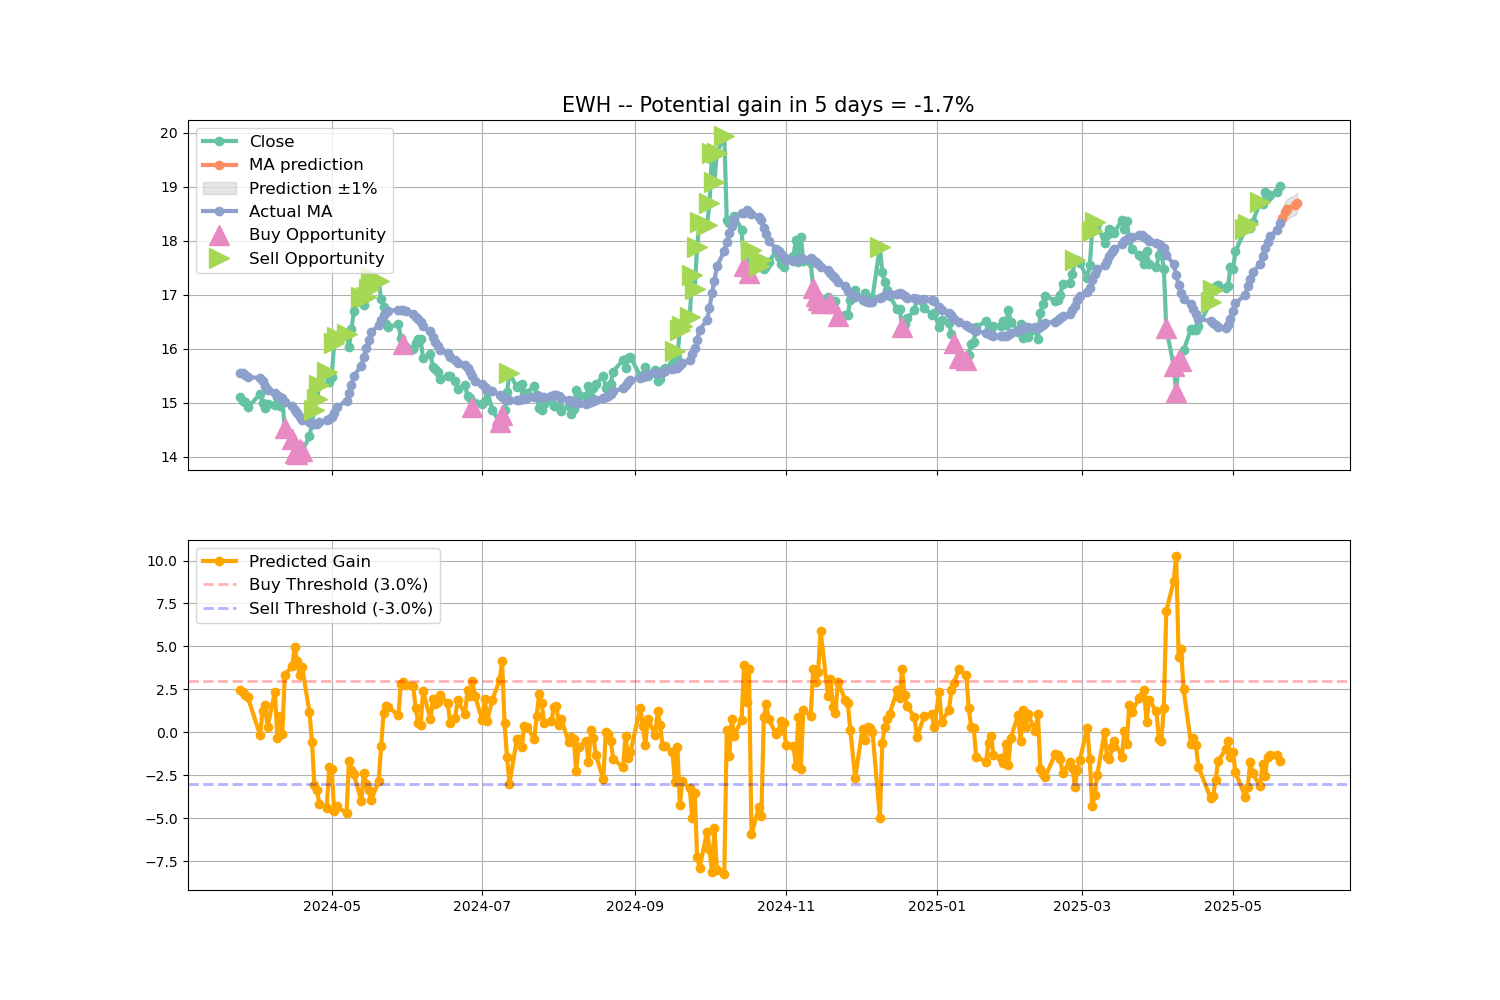 EWH -- Potential gain in 5 days = -1.7%
20
19
18
17
16
15
14
Close
MA prediction
Prediction ±1%
Actual MA
Buy Opportunity
Sell Opportunity
10.0
7.5
5.0
2.5
0.0
−2.5
−5.0
−7.5
Predicted Gain
Buy Threshold (3.0%)
Sell Threshold (-3.0%)
2024-05
2024-07
2024-09
2024-11
2025-01
2025-03
2025-05